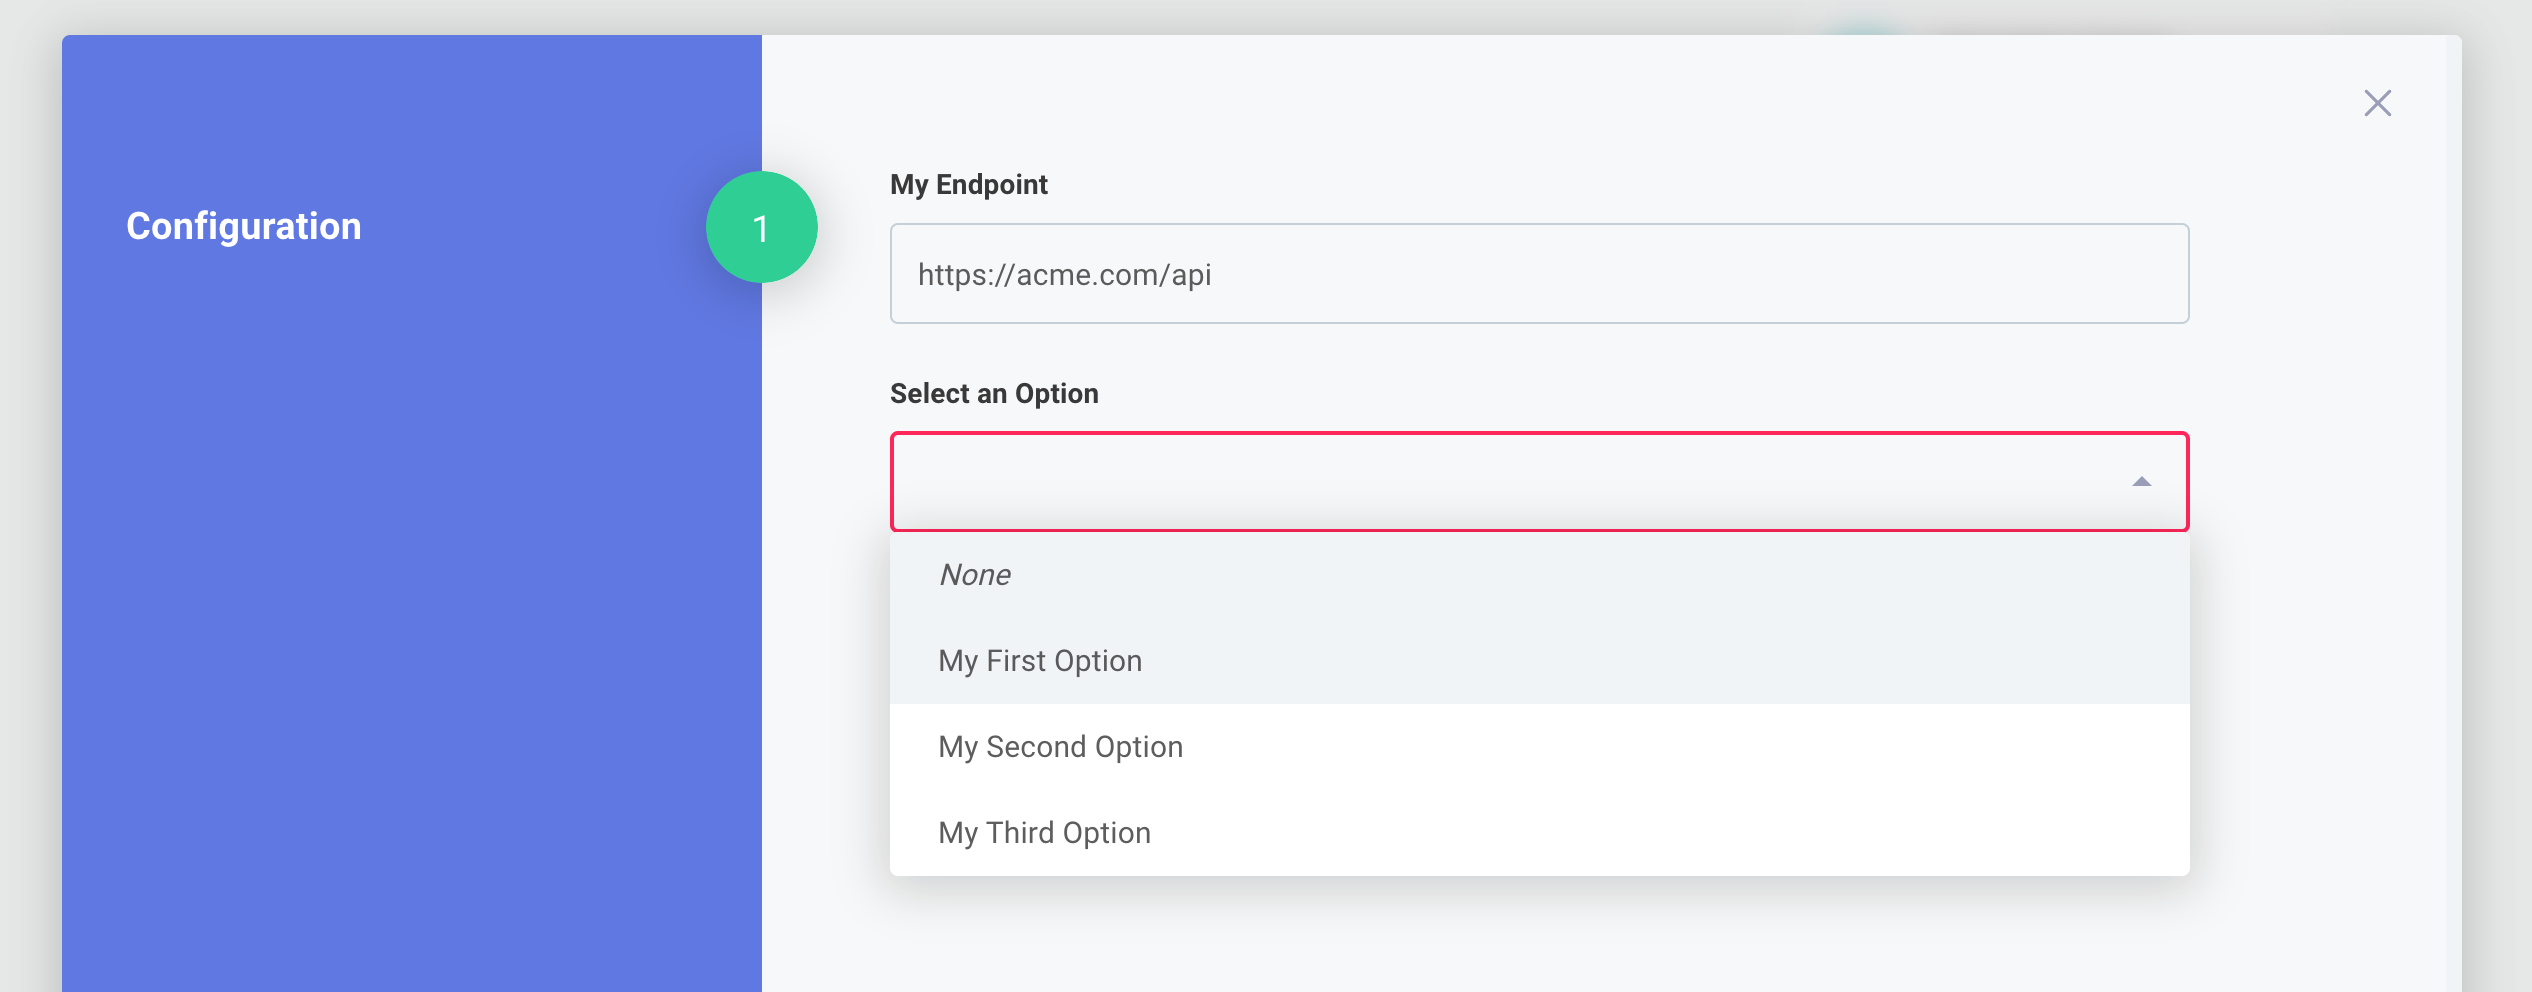 Configuration
1
My Endpoint
https://acme.com/api
Select an Option
None
My First Option
My Second Option
My Third Option